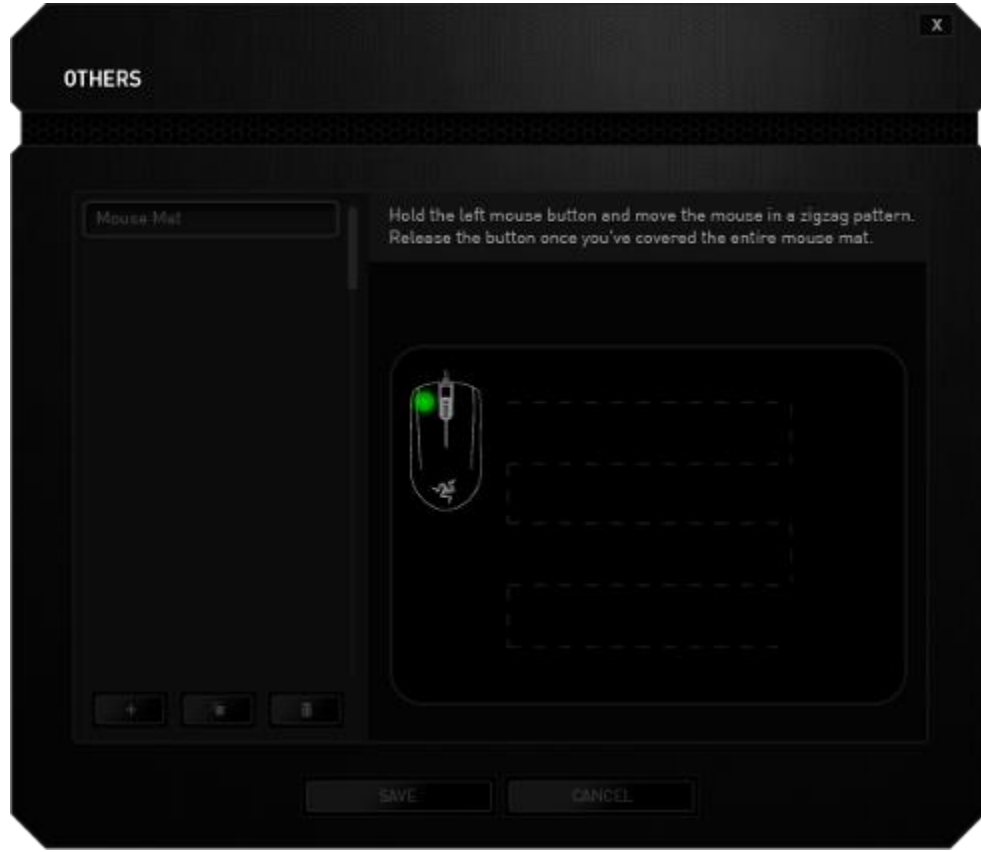 X
OTHERS
Mouse Mat
Hold the left mouse button and move the mouse in a zigzag pattern.
Release the button once you've covered the entire mouse mat.
+
SAVE
CANCEL